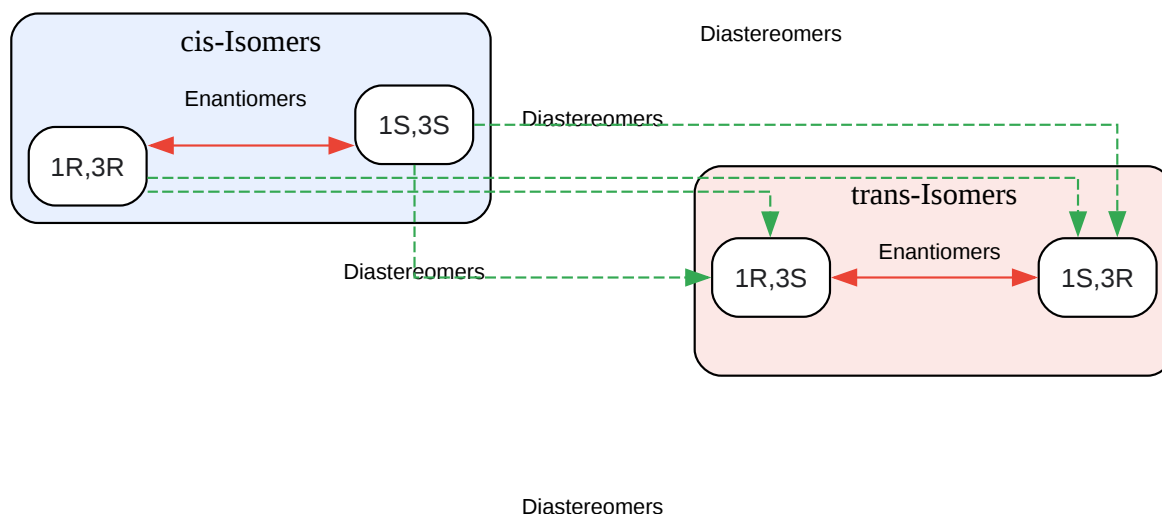 cis-Isomers
Diastereomers
Enantiomers
1S,3S
Diastereomers
1R,3R
trans-Isomers
Enantiomers
Diastereomers
1R,3S
1S,3R
Diastereomers